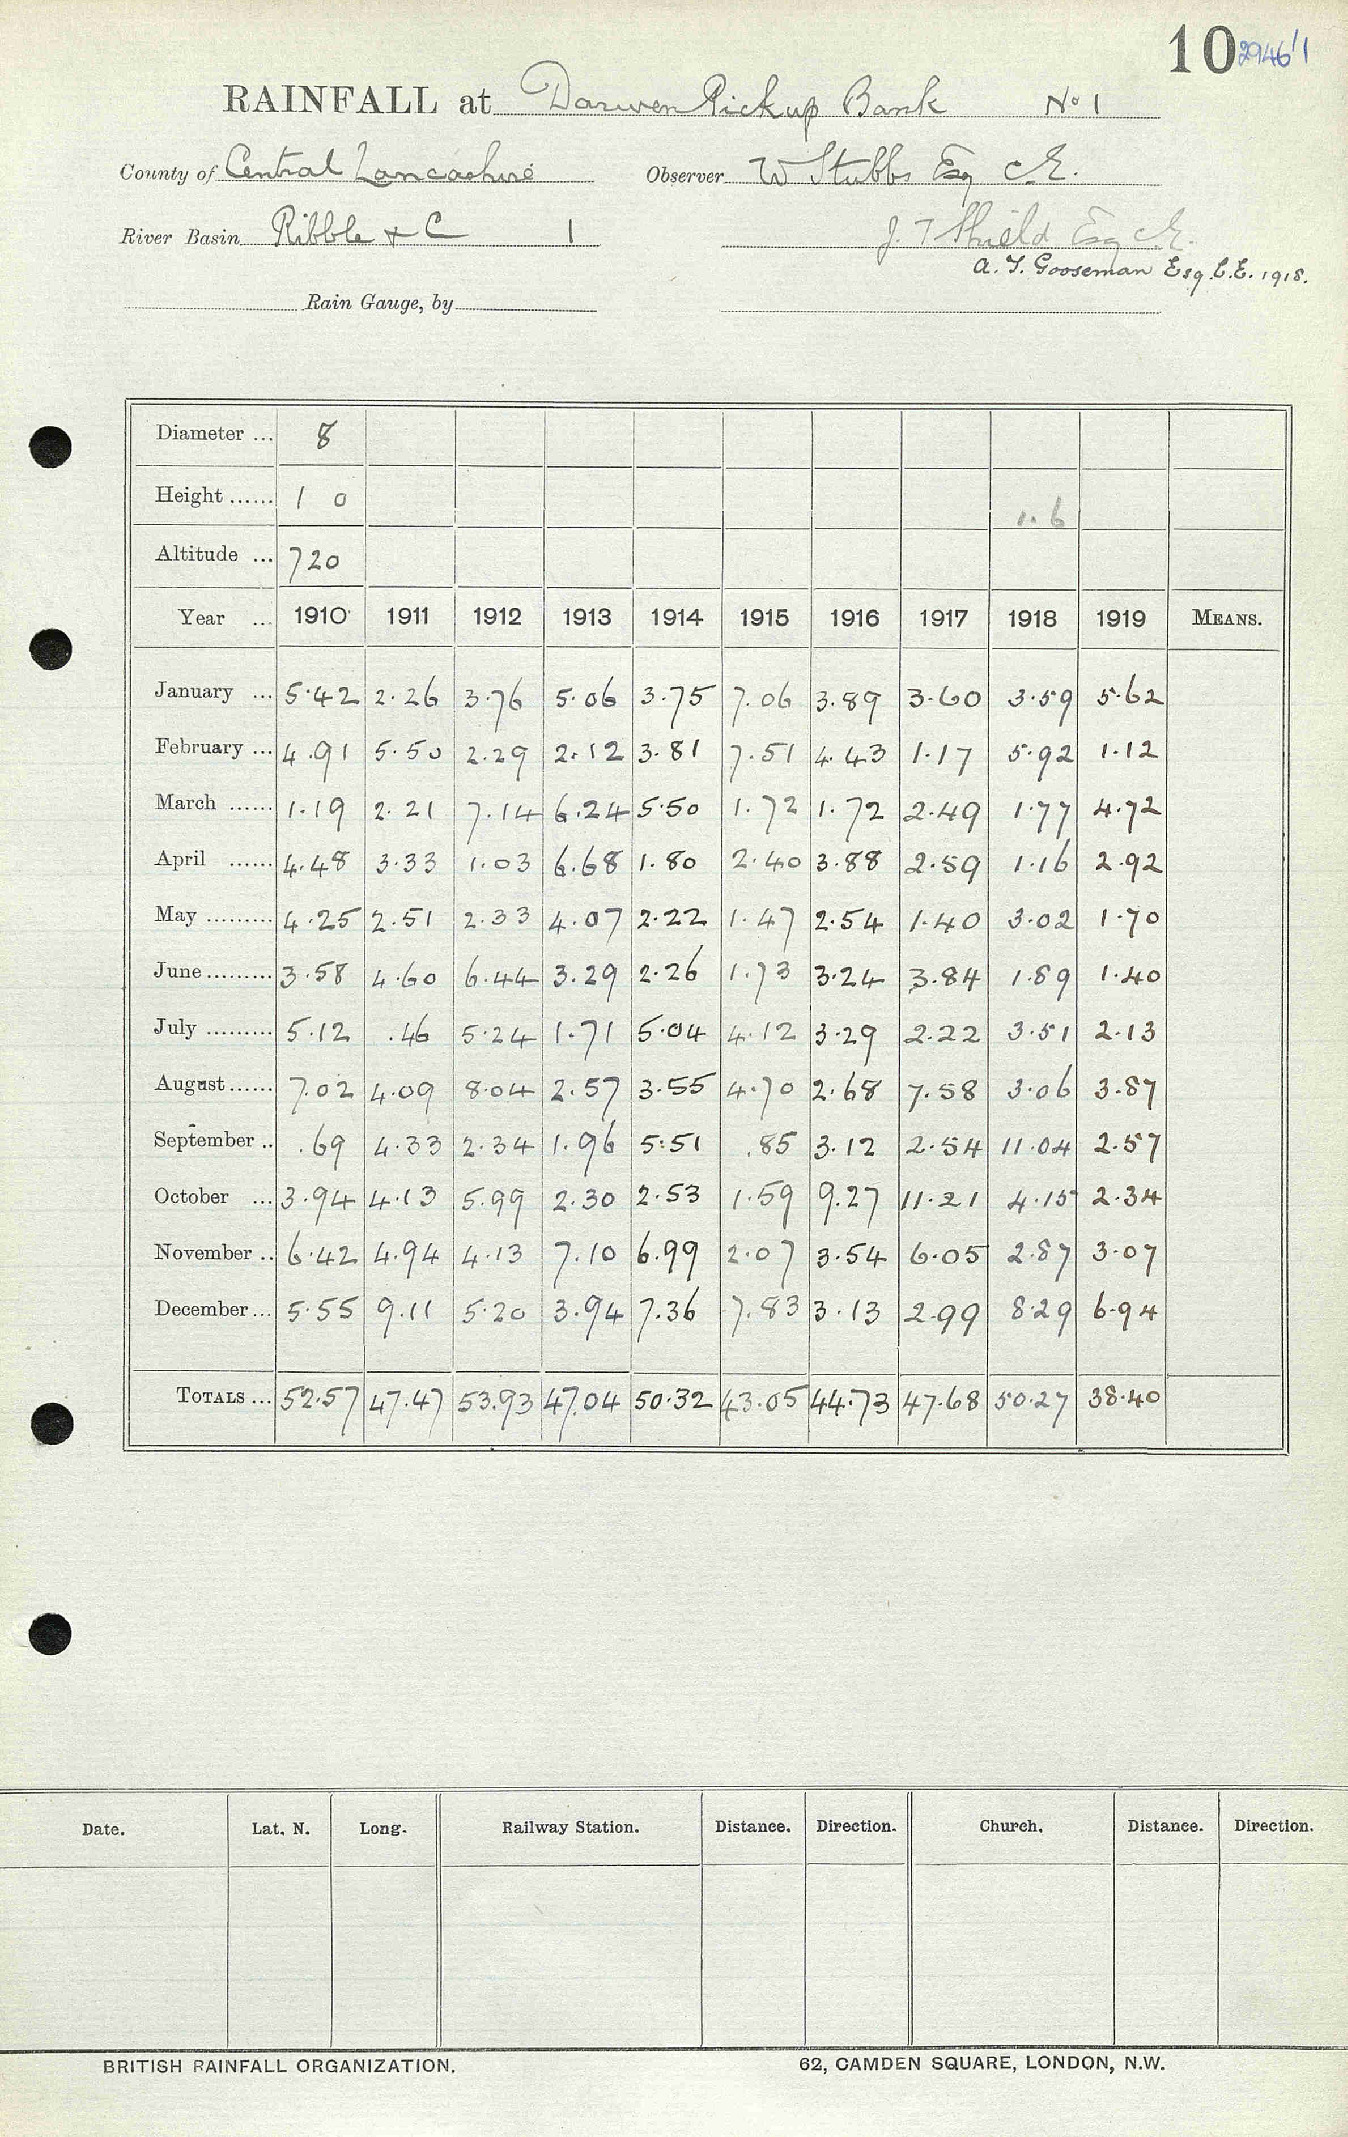 10 2946/1
RAINFALL at Darwen Pickup Bank No 1
County of Central Lancashire Observer W Stubbs Esq C.E.
River Basin Ribble & C 1 J. T Shield Esq C.E.
A. T. Gooseman Esq. C.E. 1918.
Rain Gauge, by
Diameter ... 8
Height ...... 1 0 1.6
Altitude ... 720
Year ... 1910 1911 1912 1913 1914 1915 1916 1917 1918 1919 MEANS.
January ... 5.42 2.26 3.76 5.06 3.75 7.06 3.89 3.60 3.59 5.62
February ... 4.91 5.50 2.29 2.12 3.81 7.51 4.43 1.17 5.92 1.12
March ...... 1.19 2.21 7.14 6.24 5.50 1.72 1.72 2.49 1.77 4.72
April ...... 4.48 3.33 1.03 6.68 1.80 2.40 3.88 2.59 1.16 2.92
May ......... 4.25 2.51 2.33 4.07 2.22 1.47 2.54 1.40 3.02 1.70
June ......... 3.58 4.60 6.44 3.29 2.26 1.73 3.24 3.84 1.89 1.40
July ......... 5.12 .46 5.24 1.71 5.04 4.12 3.29 2.22 3.51 2.13
August ...... 7.02 4.09 8.04 2.57 3.55 4.70 2.68 7.58 3.06 3.87
September .. .69 4.33 2.34 1.96 5.51 .85 3.12 2.54 11.04 2.57
October ... 3.94 4.13 5.99 2.30 2.53 1.59 9.27 11.21 4.15 2.34
November .. 6.42 4.94 4.13 7.10 6.99 2.07 3.54 6.05 2.87 3.07
December ... 5.55 9.11 5.20 3.94 7.36 7.83 3.13 2.99 8.29 6.94
TOTALS ... 52.57 47.47 53.93 47.04 50.32 43.05 44.73 47.68 50.27 38.40
Date. Lat. N. Long. Railway Station. Distance. Direction. Church. Distance. Direction.
BRITISH RAINFALL ORGANIZATION. 62, CAMDEN SQUARE, LONDON, N.W.